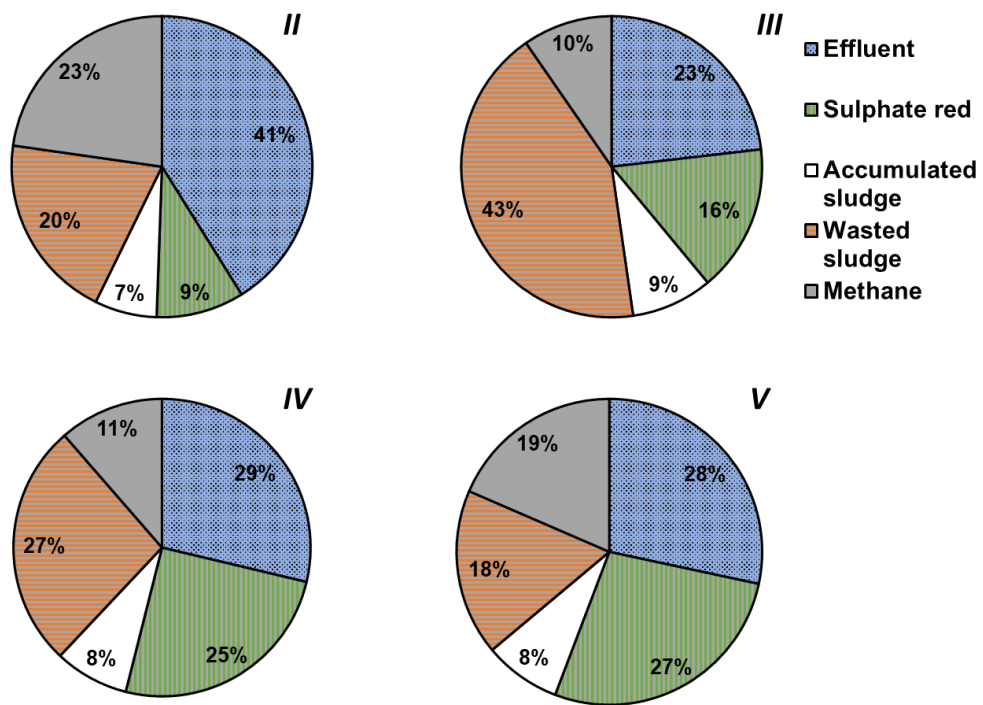 II
23%
41%
20%
7%
9%
III
10%
23%
43%
16%
9%
Effluent
Sulphate red
Accumulated
sludge
Wasted
sludge
Methane
IV
11%
29%
27%
8%
25%
V
19%
28%
18%
8%
27%